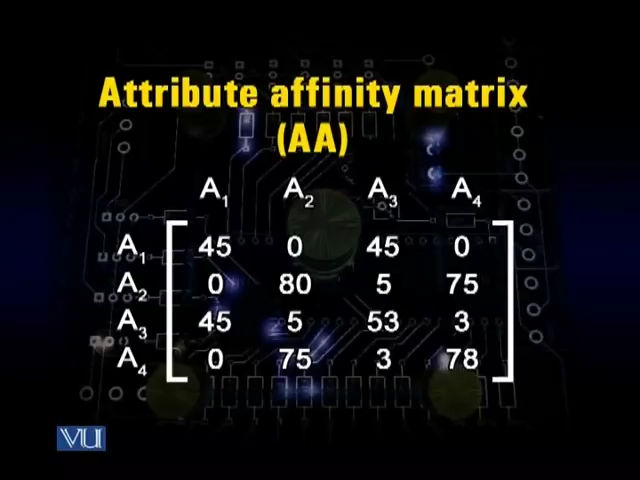 Attribute affinity matrix
(AA)
A₁ A₂ A₃ A₄
A₁ 45 0 45 0
A₂ 0 80 5 75
A₃ 45 5 53 3
A₄ 0 75 3 78
VU